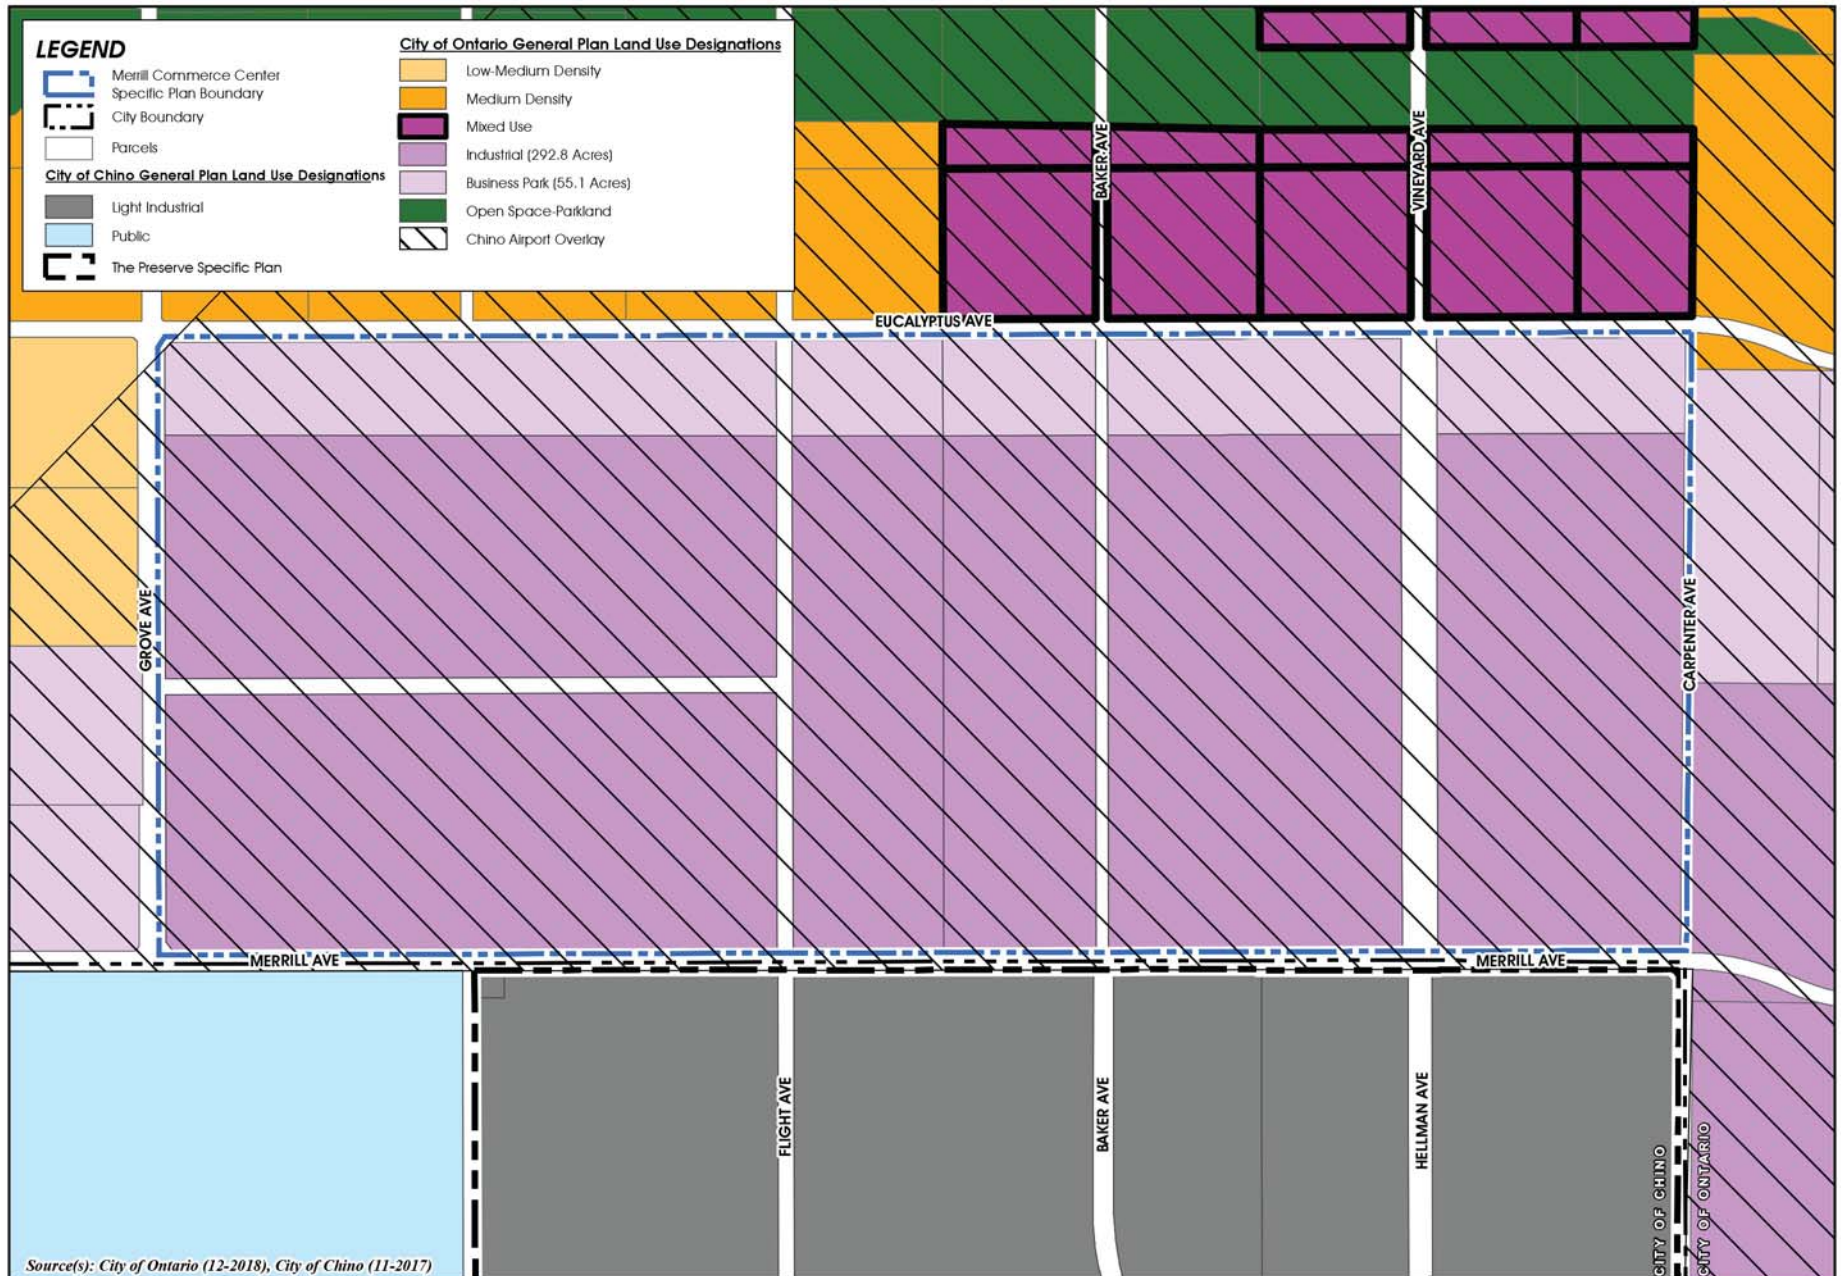 LEGEND
Merrill Commerce Center
Specific Plan Boundary
City Boundary
Parcels
City of Chino General Plan Land Use Designations
Light Industrial
Public
The Preserve Specific Plan
City of Ontario General Plan Land Use Designations
Low-Medium Density
Medium Density
Mixed Use
Industrial (292.8 Acres)
Business Park (55.1 Acres)
Open Space-Parkland
Chino Airport Overlay
BAKER AVE
VINEYARD AVE
EUCALYPTUS AVE
GROVE AVE
CARPENTER AVE
MERRILL AVE
MERRILL AVE
FLIGHT AVE
BAKER AVE
HELLMAN AVE
CITY OF CHINO
CITY OF ONTARIO
Source(s): City of Ontario (12-2018), City of Chino (11-2017)